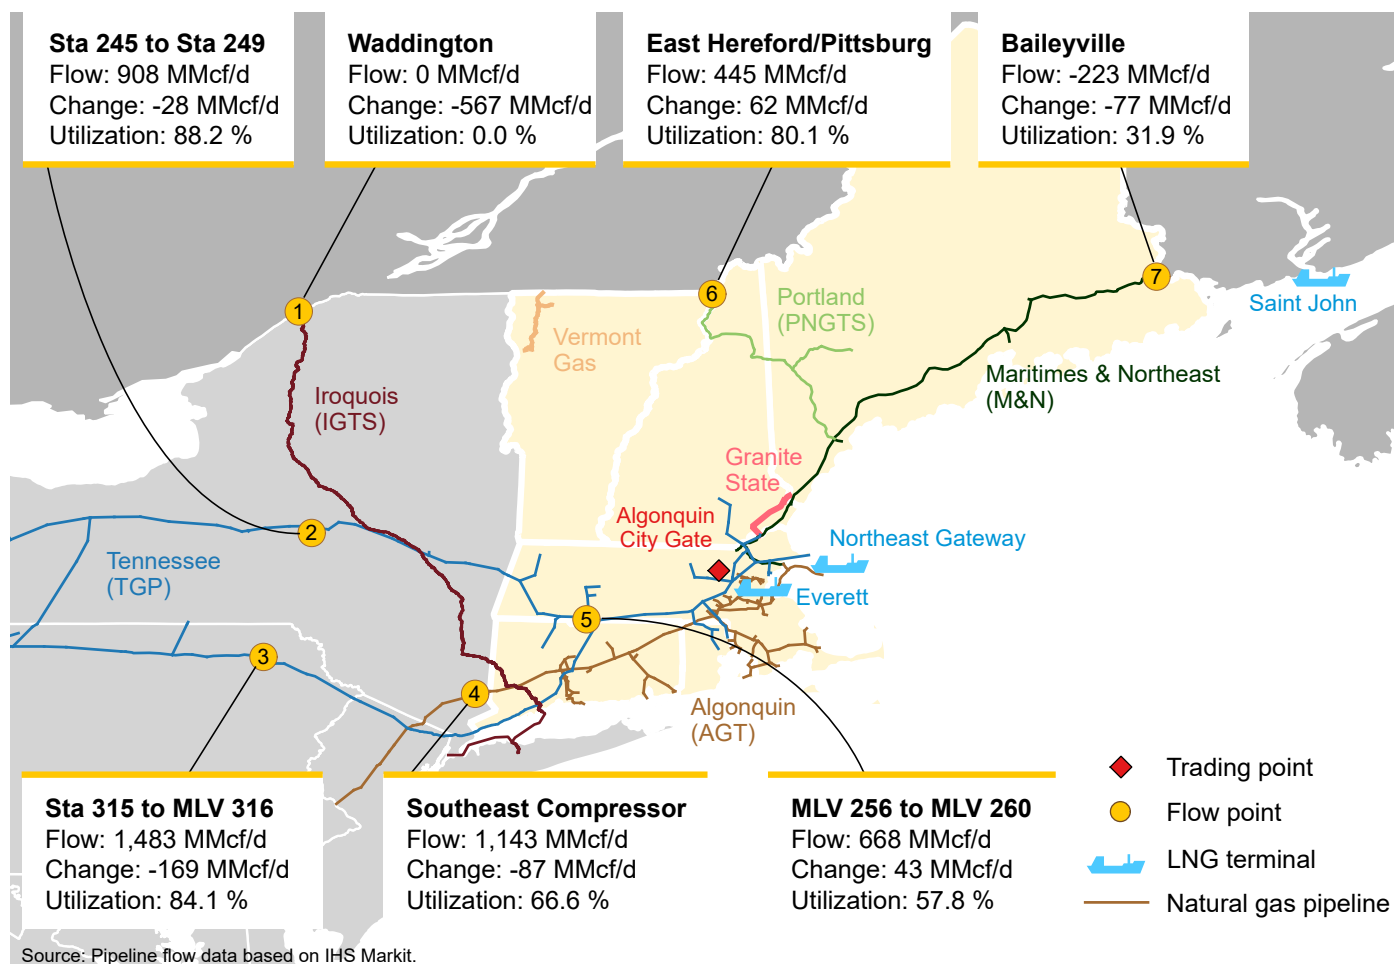 Sta 245 to Sta 249
Flow: 908 MMcf/d
Change: -28 MMcf/d
Utilization: 88.2 %
Waddington
Flow: 0 MMcf/d
Change: -567 MMcf/d
Utilization: 0.0 %
East Hereford/Pittsburg
Flow: 445 MMcf/d
Change: 62 MMcf/d
Utilization: 80.1 %
Baileyville
Flow: -223 MMcf/d
Change: -77 MMcf/d
Utilization: 31.9 %
1
6
7
Saint John
Portland
(PNGTS)
Vermont
Gas
Maritimes & Northeast
(M&N)
Iroquois
(IGTS)
Granite
State
Algonquin
City Gate
2
Northeast Gateway
Tennessee
(TGP)
Everett
5
3
4
Algonquin
(AGT)
Sta 315 to MLV 316
Flow: 1,483 MMcf/d
Change: -169 MMcf/d
Utilization: 84.1 %
Southeast Compressor
Flow: 1,143 MMcf/d
Change: -87 MMcf/d
Utilization: 66.6 %
MLV 256 to MLV 260
Flow: 668 MMcf/d
Change: 43 MMcf/d
Utilization: 57.8 %
Trading point
Flow point
LNG terminal
Natural gas pipeline
Source: Pipeline flow data based on IHS Markit.